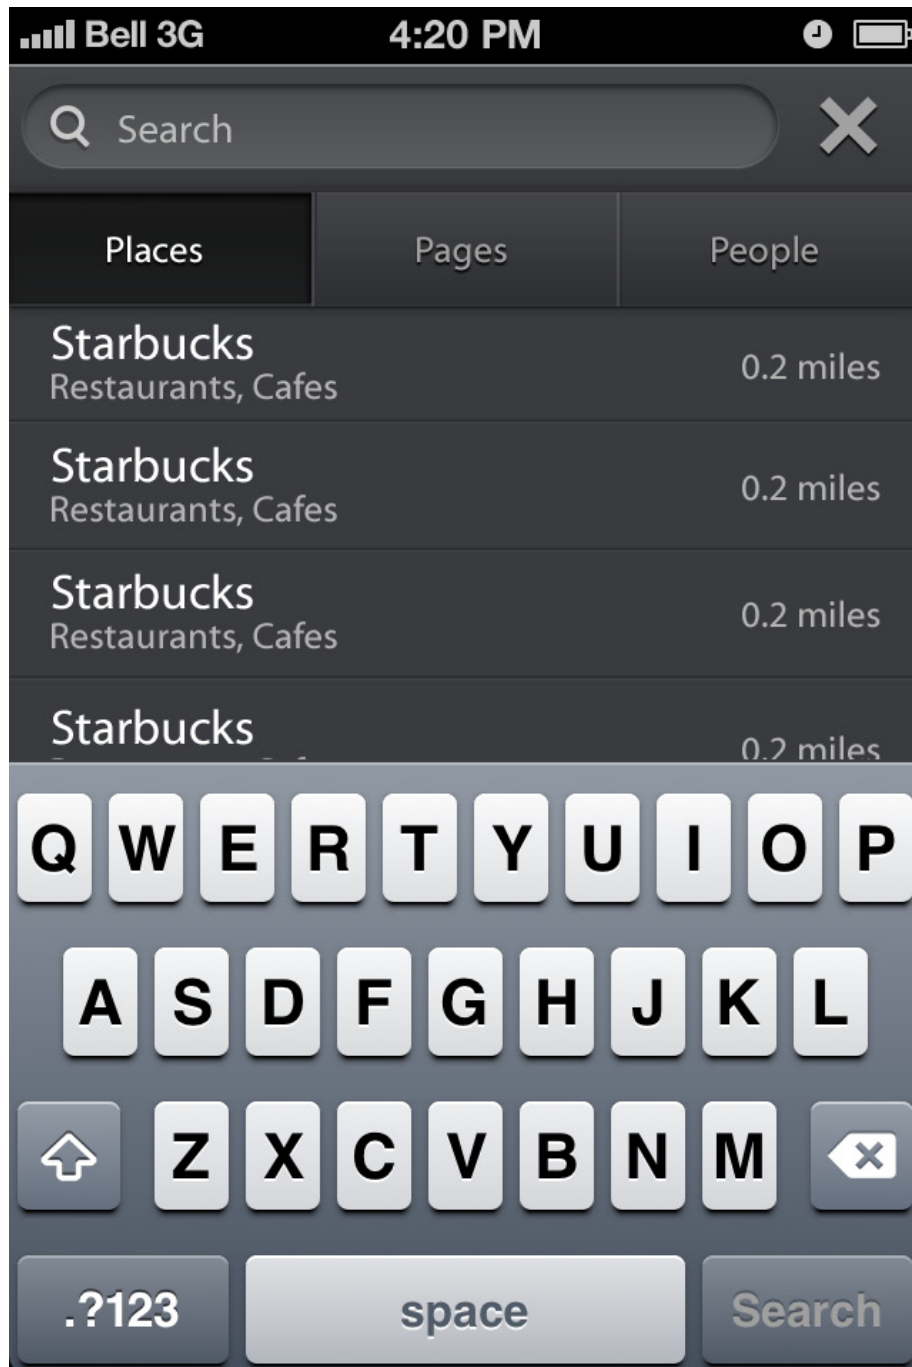 Bell 3G 4:20 PM
Search
Places Pages People
Starbucks
Restaurants, Cafes 0.2 miles
Starbucks
Restaurants, Cafes 0.2 miles
Starbucks
Restaurants, Cafes 0.2 miles
Starbucks
0.2 miles
Q W E R T Y U I O P
A S D F G H J K L
Z X C V B N M
.?123 space Search